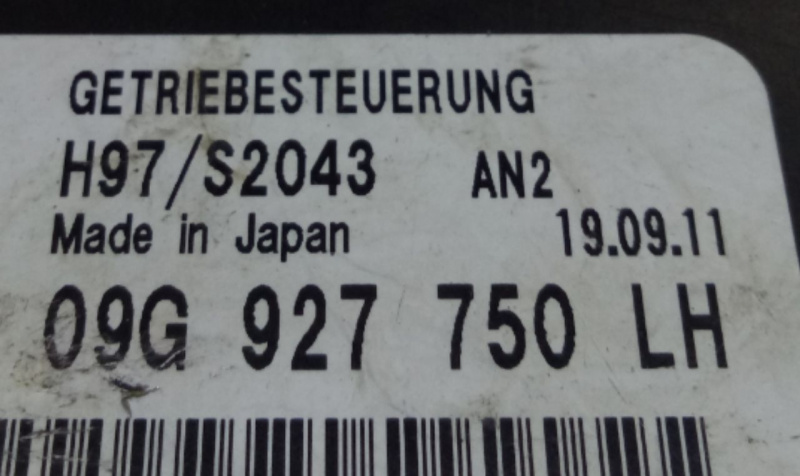 GETRIEBESTEUERUNG
H97/S2043 AN2
Made in Japan 19.09.11
09G 927 750 LH